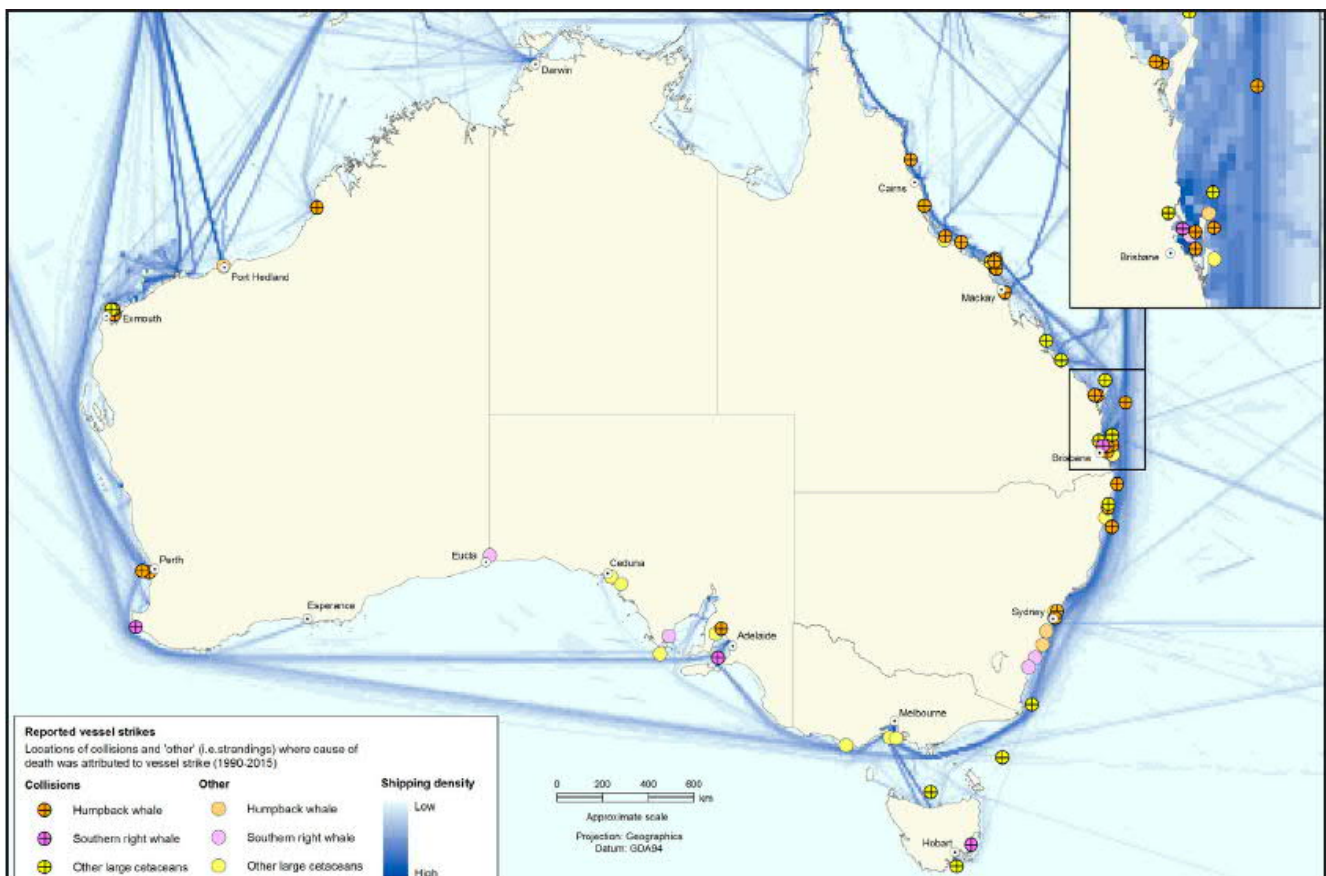 Darwin
Cairns
Port Hedland
Exmouth
Mackay
Brisbane
Brisbane
Perth
Eucla
Ceduna
Esperance
Adelaide
Sydney
Melbourne
Hobart
Reported vessel strikes
Locations of collisions and 'other' (i.e.strandings) where cause of
death was attributed to vessel strike (1990-2015)
Collisions
Other
Shipping density
Humpback whale
Humpback whale
Low
Southern right whale
Southern right whale
Other large cetaceans
Other large cetaceans
High
0 200 400 600
km
Approximate scale
Projection: Geographics
Datum: GDA94